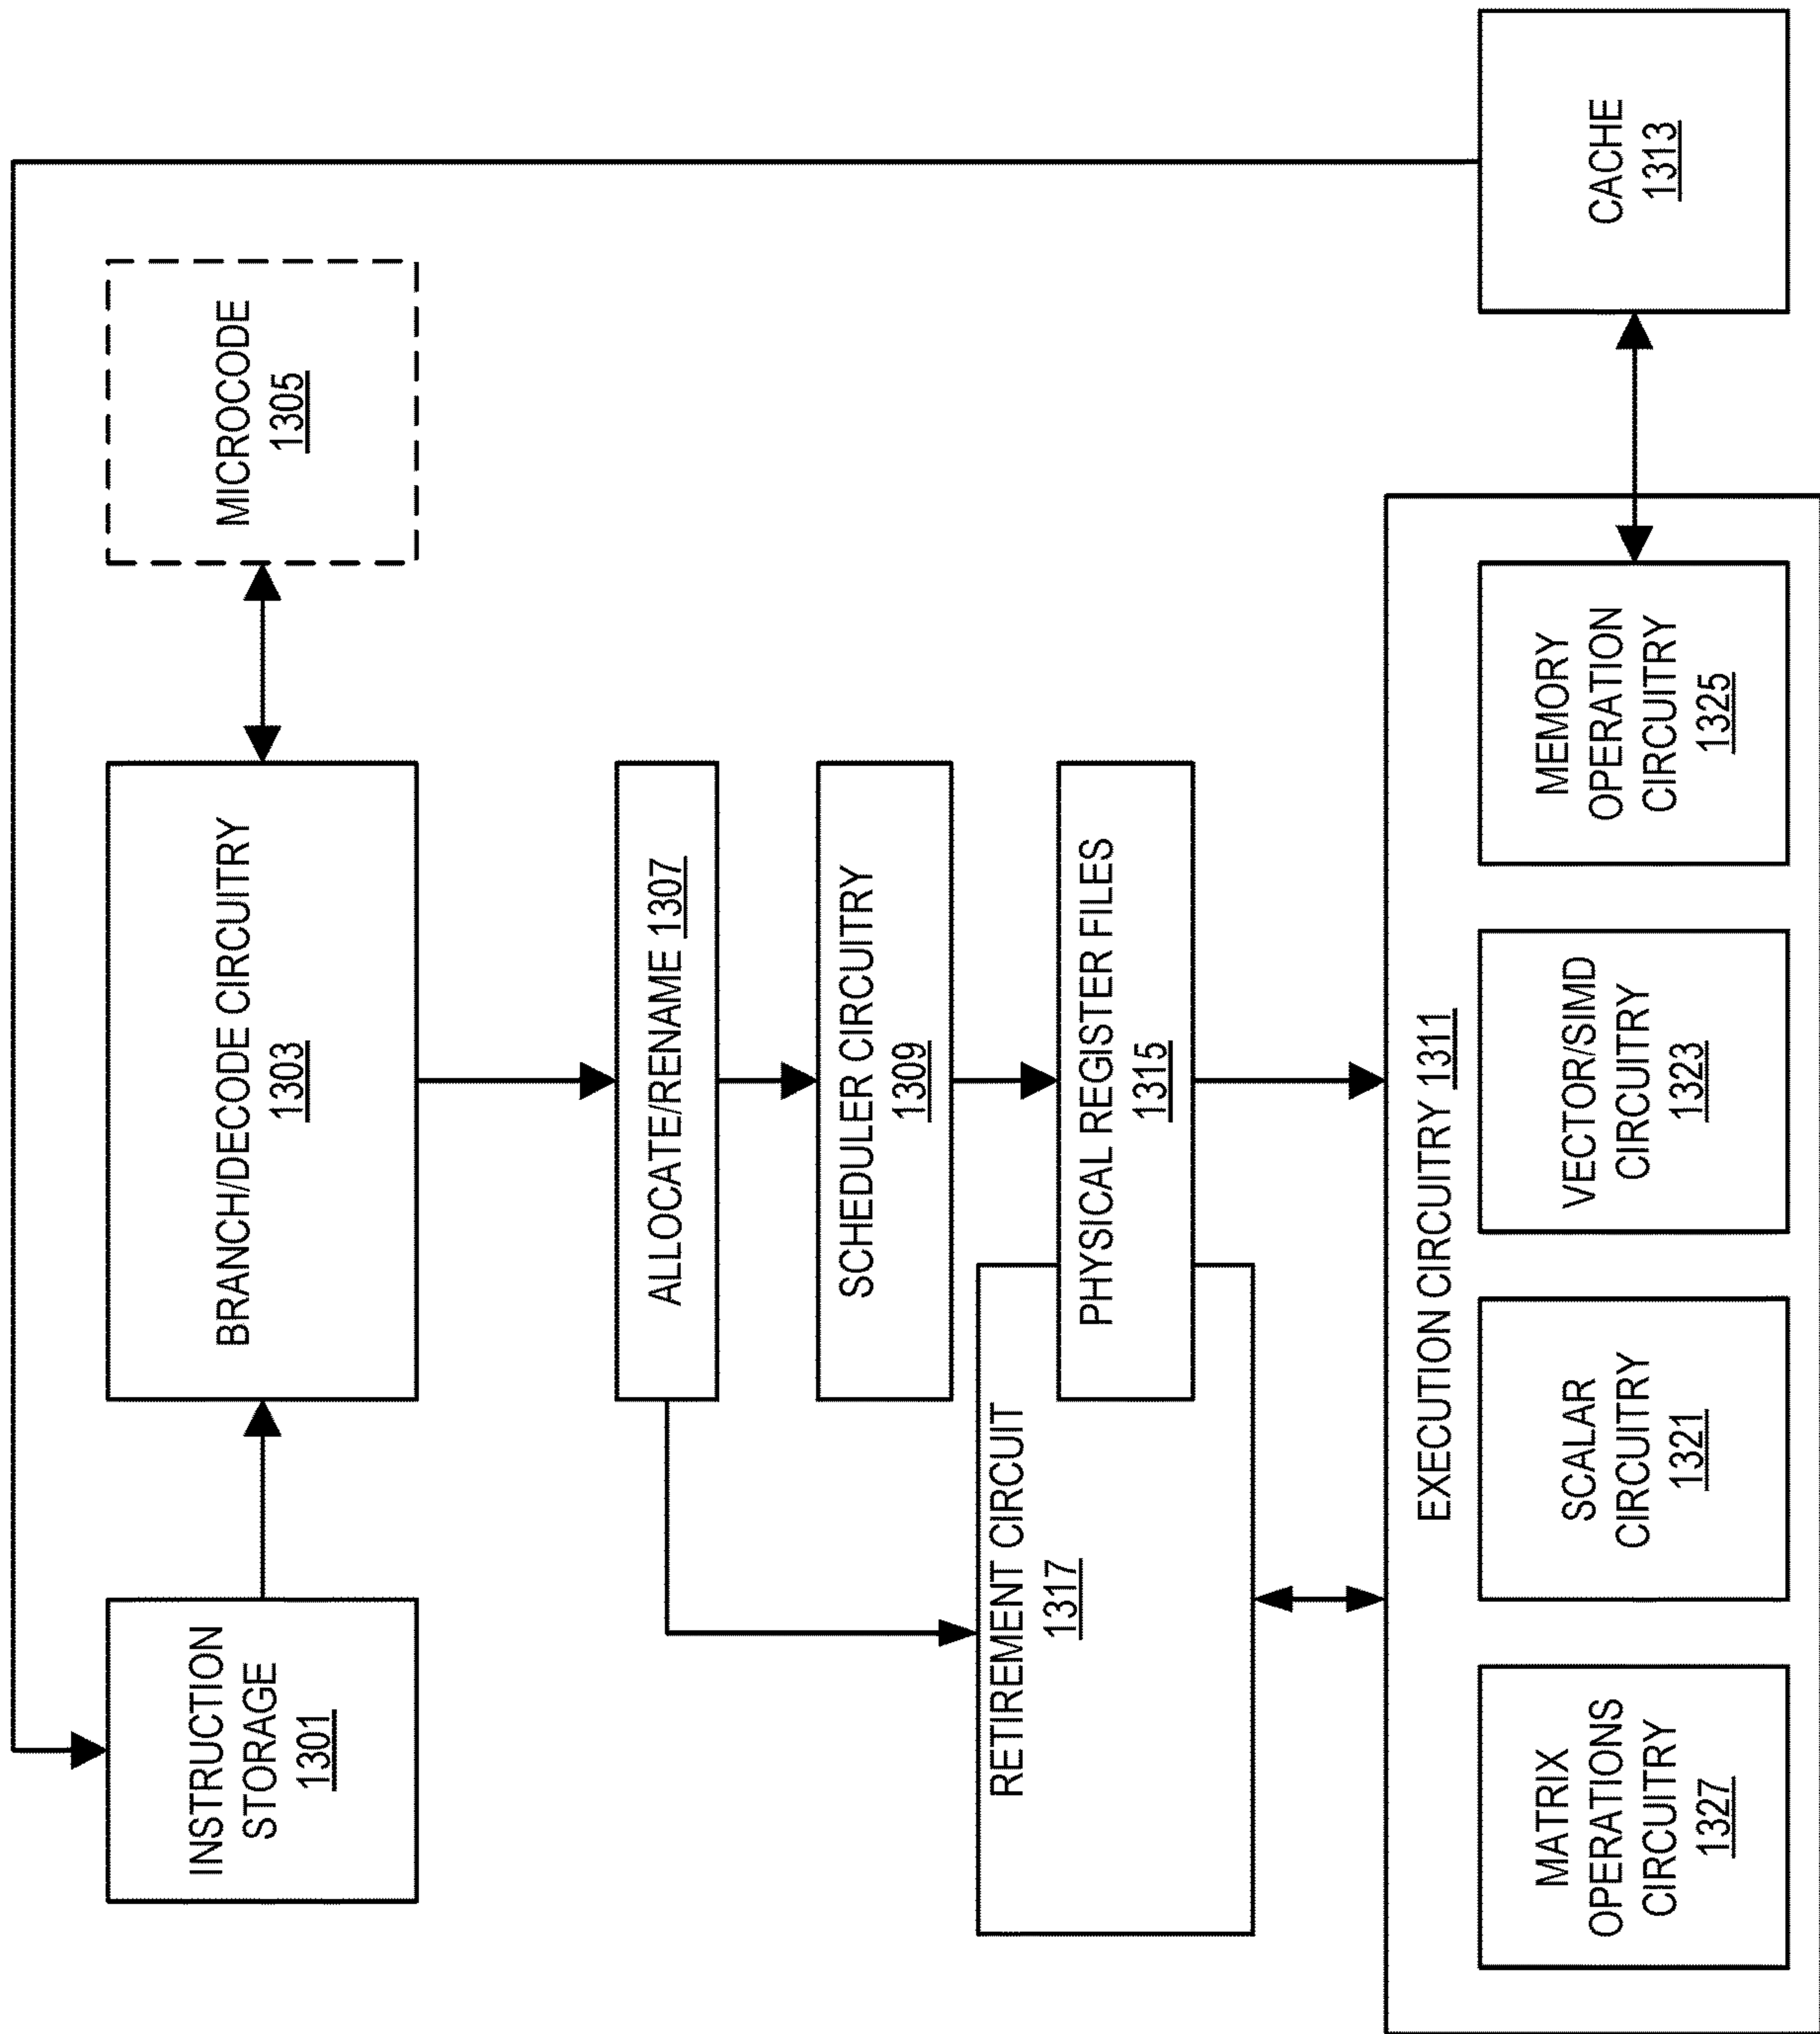 INSTRUCTION
STORAGE
1301
BRANCH/DECODE CIRCUITRY
1303
MICROCODE
1305
ALLOCATE/RENAME 1307
SCHEDULER CIRCUITRY
1309
RETIREMENT CIRCUIT
1317
PHYSICAL REGISTER FILES
1315
EXECUTION CIRCUITRY 1311
MATRIX
OPERATIONS
CIRCUITRY
1327
SCALAR
CIRCUITRY
1321
VECTOR/SIMD
CIRCUITRY
1323
MEMORY
OPERATION
CIRCUITRY
1325
CACHE
1313